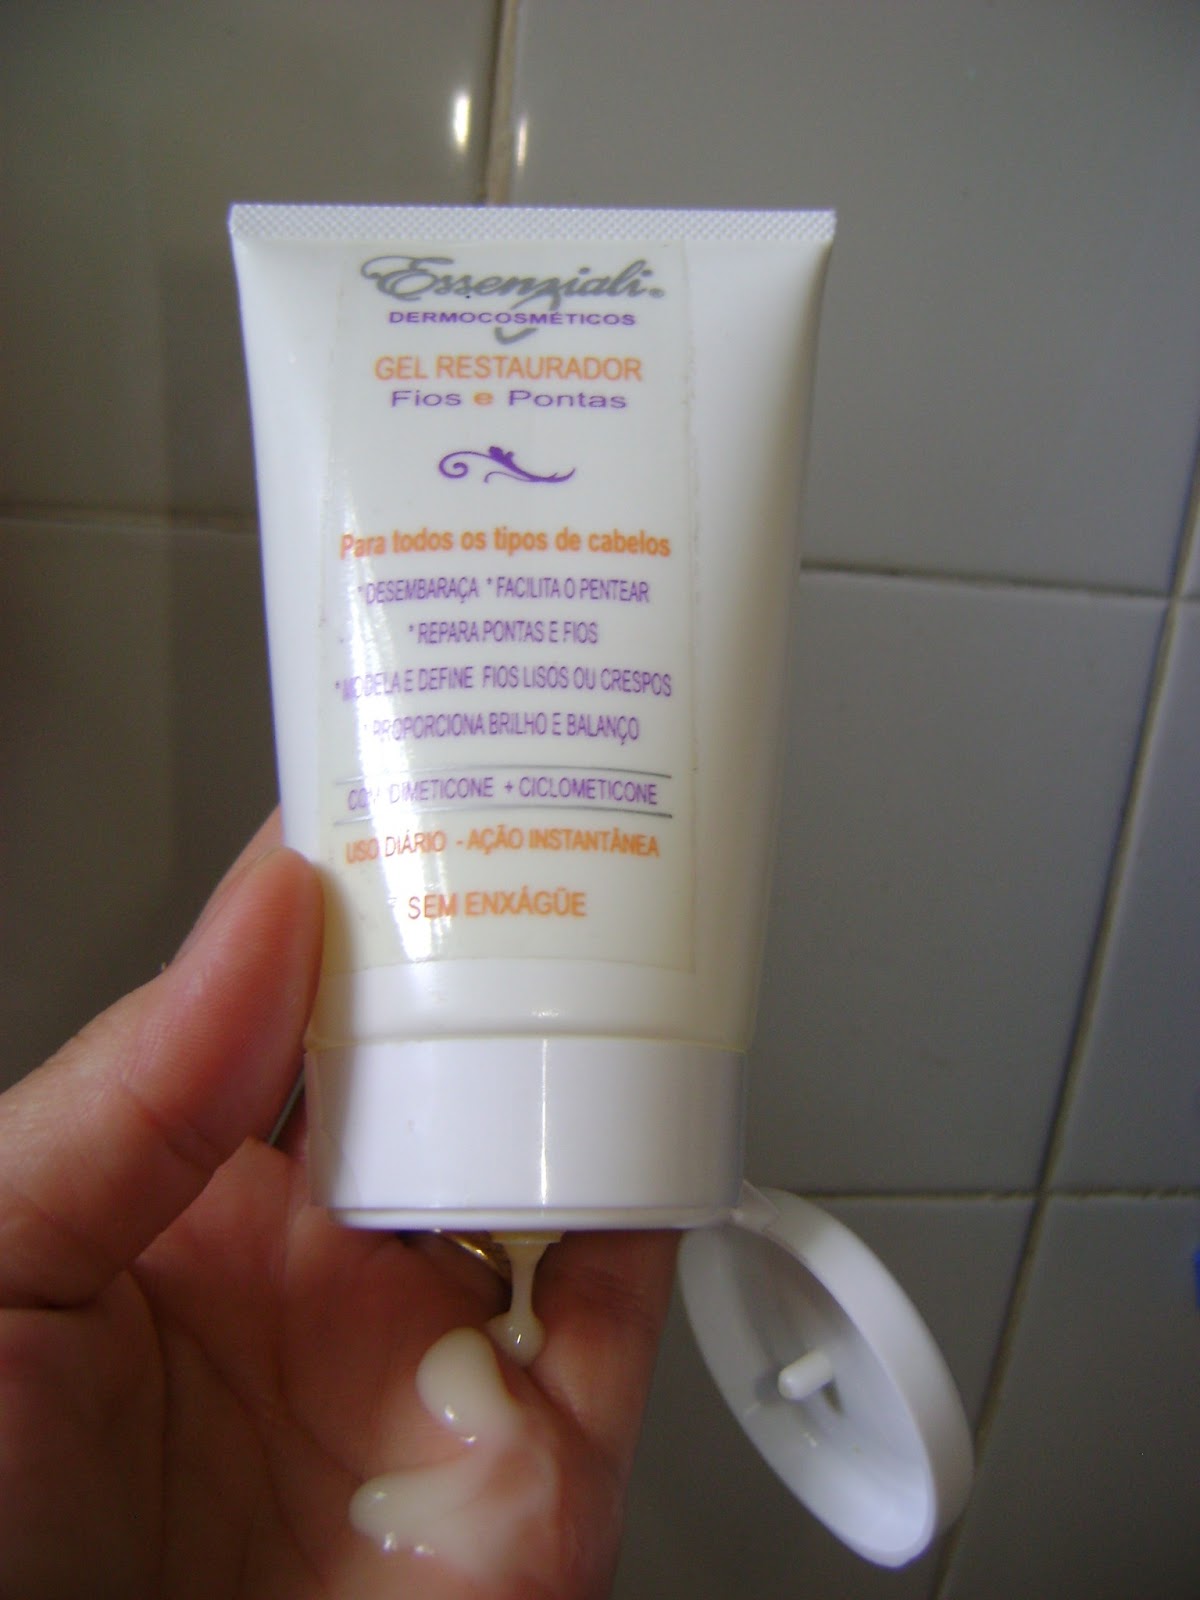 Essenziali®
DERMOCOSMÉTICOS
GEL RESTAURADOR
Fios e Pontas
Para todos os tipos de cabelos
* DESEMBARAÇA * FACILITA O PENTEAR
* REPARA PONTAS E FIOS
* MODELA E DEFINE FIOS LISOS OU CRESPOS
* PROPORCIONA BRILHO E BALANÇO
COM DIMETICONE + CICLOMETICONE
USO DIÁRIO - AÇÃO INSTANTÂNEA
SEM ENXÁGÜE